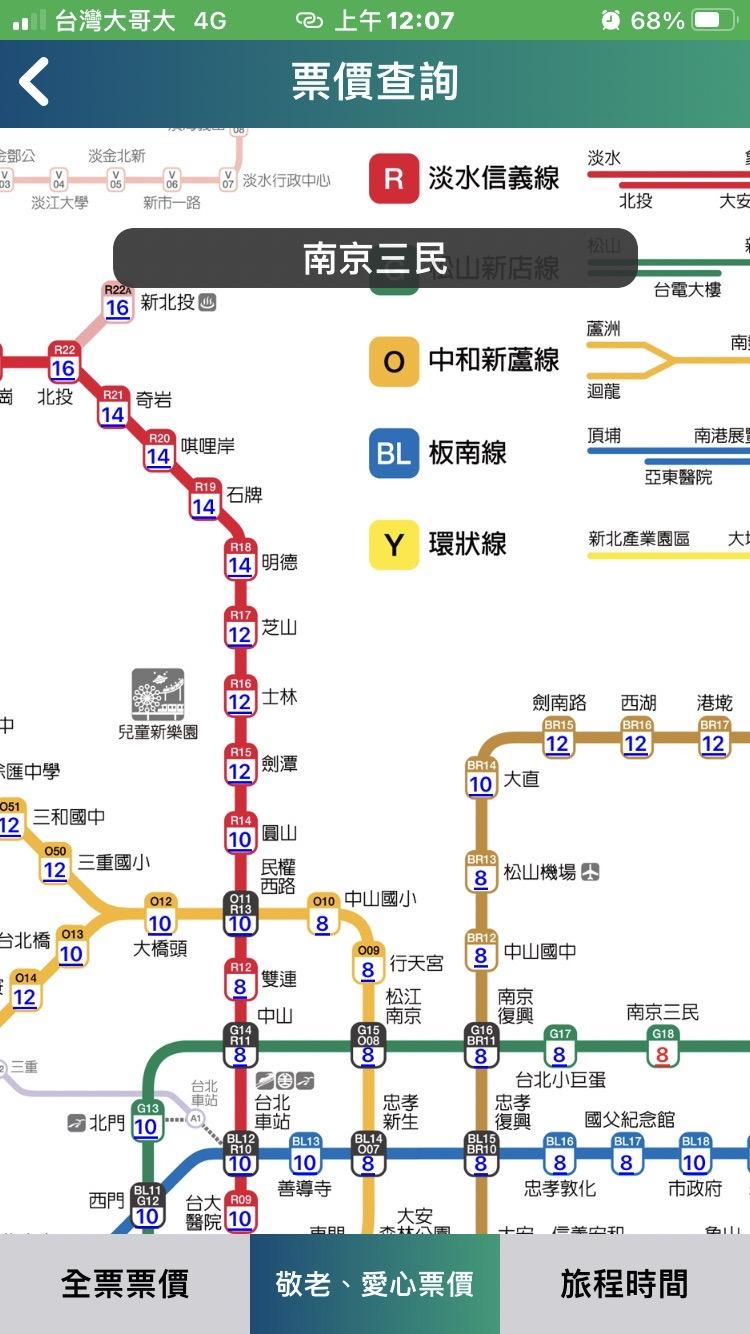 台灣大哥大 4G 上午12:07 68%
票價查詢
08
V 03
V 04
V 05
V 06
V 07
淡金北新
淡水行政中心
淡江大學
新市一路
R 淡水信義線
淡水
北投
大安
南京三民
松山新店線
松山
台電大樓
R22A 16 新北投
R22 16
北投
O 中和新蘆線
蘆洲
迴龍
R21 14 奇岩
R20 14 唭哩岸
BL 板南線
頂埔
南港展
亞東醫院
R19 14 石牌
Y 環狀線
新北產業園區
R18 14 明德
R17 12 芝山
R16 12 士林
兒童新樂園
中
劍南路
西湖
港墘
BR15 12
BR16 12
BR17 12
R15 12 劍潭
BR14 10 大直
匯中學
O51 12 三和國中
R14 10 圓山
O50 12 三重國小
民權
西路
BR13 8 松山機場
O12 10
大橋頭
O11 R13 10
O10 8 中山國小
台北橋
O13 10
O09 8 行天宮
BR12 8 中山國中
O14 12
R12 8 雙連
中山
松江
南京
南京
復興
南京三民
G14 R11 8
G15 O08 8
G16 BR11 8
G17 8
G18 8
台北小巨蛋
三重
台北
車站
A1
北門
G13 10
台北
車站
忠孝
新生
忠孝
復興
國父紀念館
BL12 R10 10
BL13 10
BL14 O07 8
BL15 BR10 8
BL16 8
BL17 8
BL18 10
善導寺
忠孝敦化
市政府
西門
BL11 G12 10
台大
醫院
R09 10
大安
全票票價
敬老、愛心票價
旅程時間